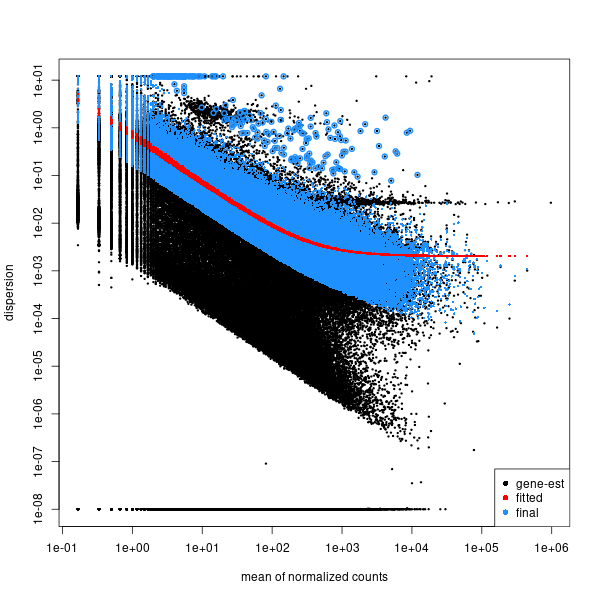 1e+01
1e+00
1e-01
1e-02
1e-03
1e-04
1e-05
1e-06
1e-07
1e-08
dispersion
gene-est
fitted
final
1e-01 1e+00 1e+01 1e+02 1e+03 1e+04 1e+05 1e+06
mean of normalized counts